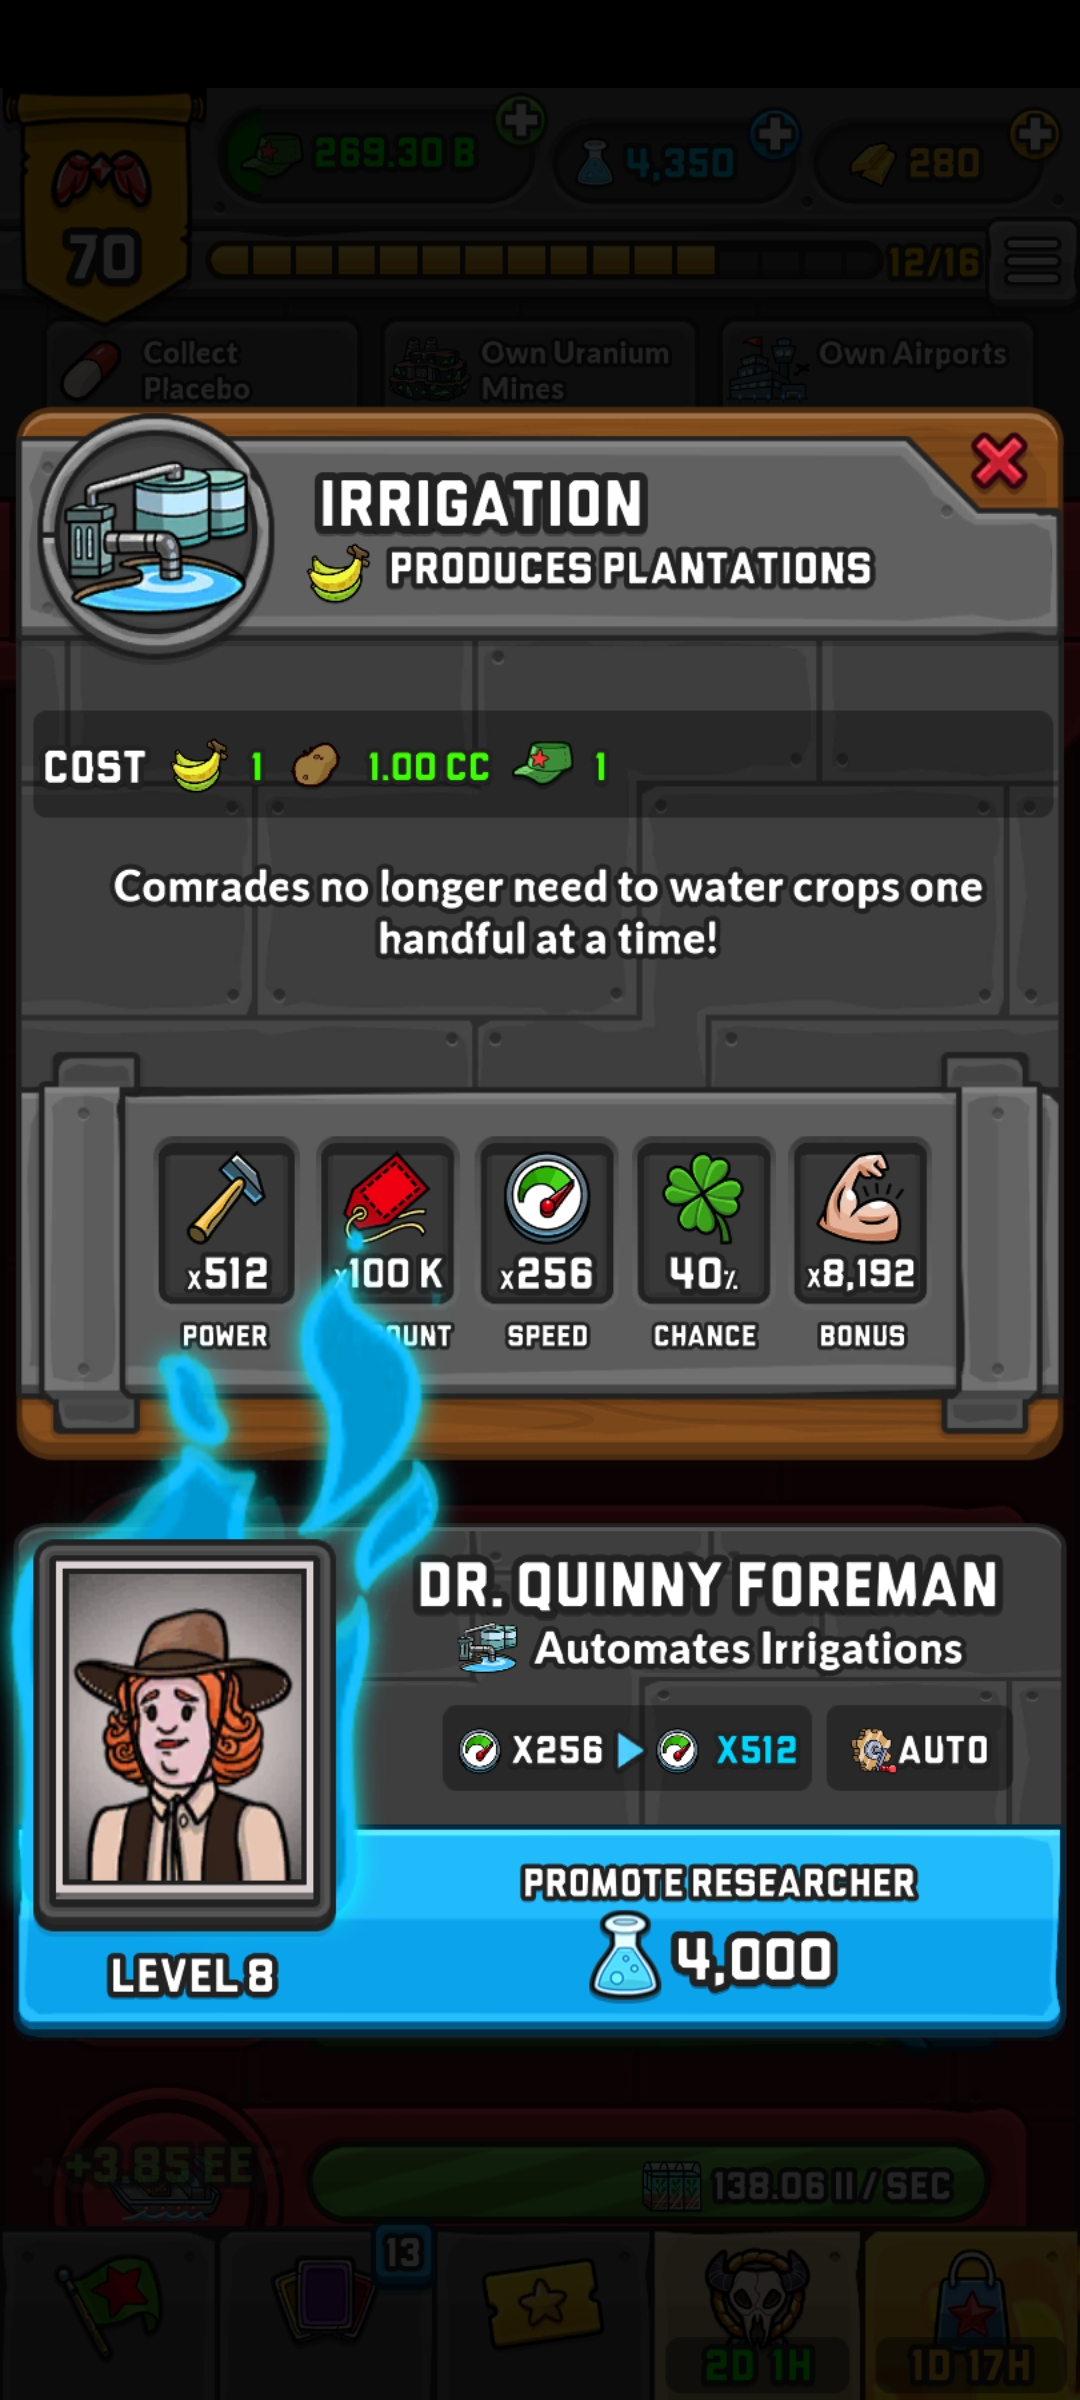 269.30 B
4,350
280
70
12/16
Collect
Placebo
Own Uranium
Mines
Own Airports
IRRIGATION
PRODUCES PLANTATIONS
COST 1 1.00 CC 1
Comrades no longer need to water crops one
handful at a time!
x512 x100 K x256 40% x8,192
POWER OUNT SPEED CHANCE BONUS
DR. QUINNY FOREMAN
Automates Irrigations
X256 X512 AUTO
PROMOTE RESEARCHER
4,000
LEVEL 8
+3.85 EE
138.06 II / SEC
13
2D 1H
1D 17H